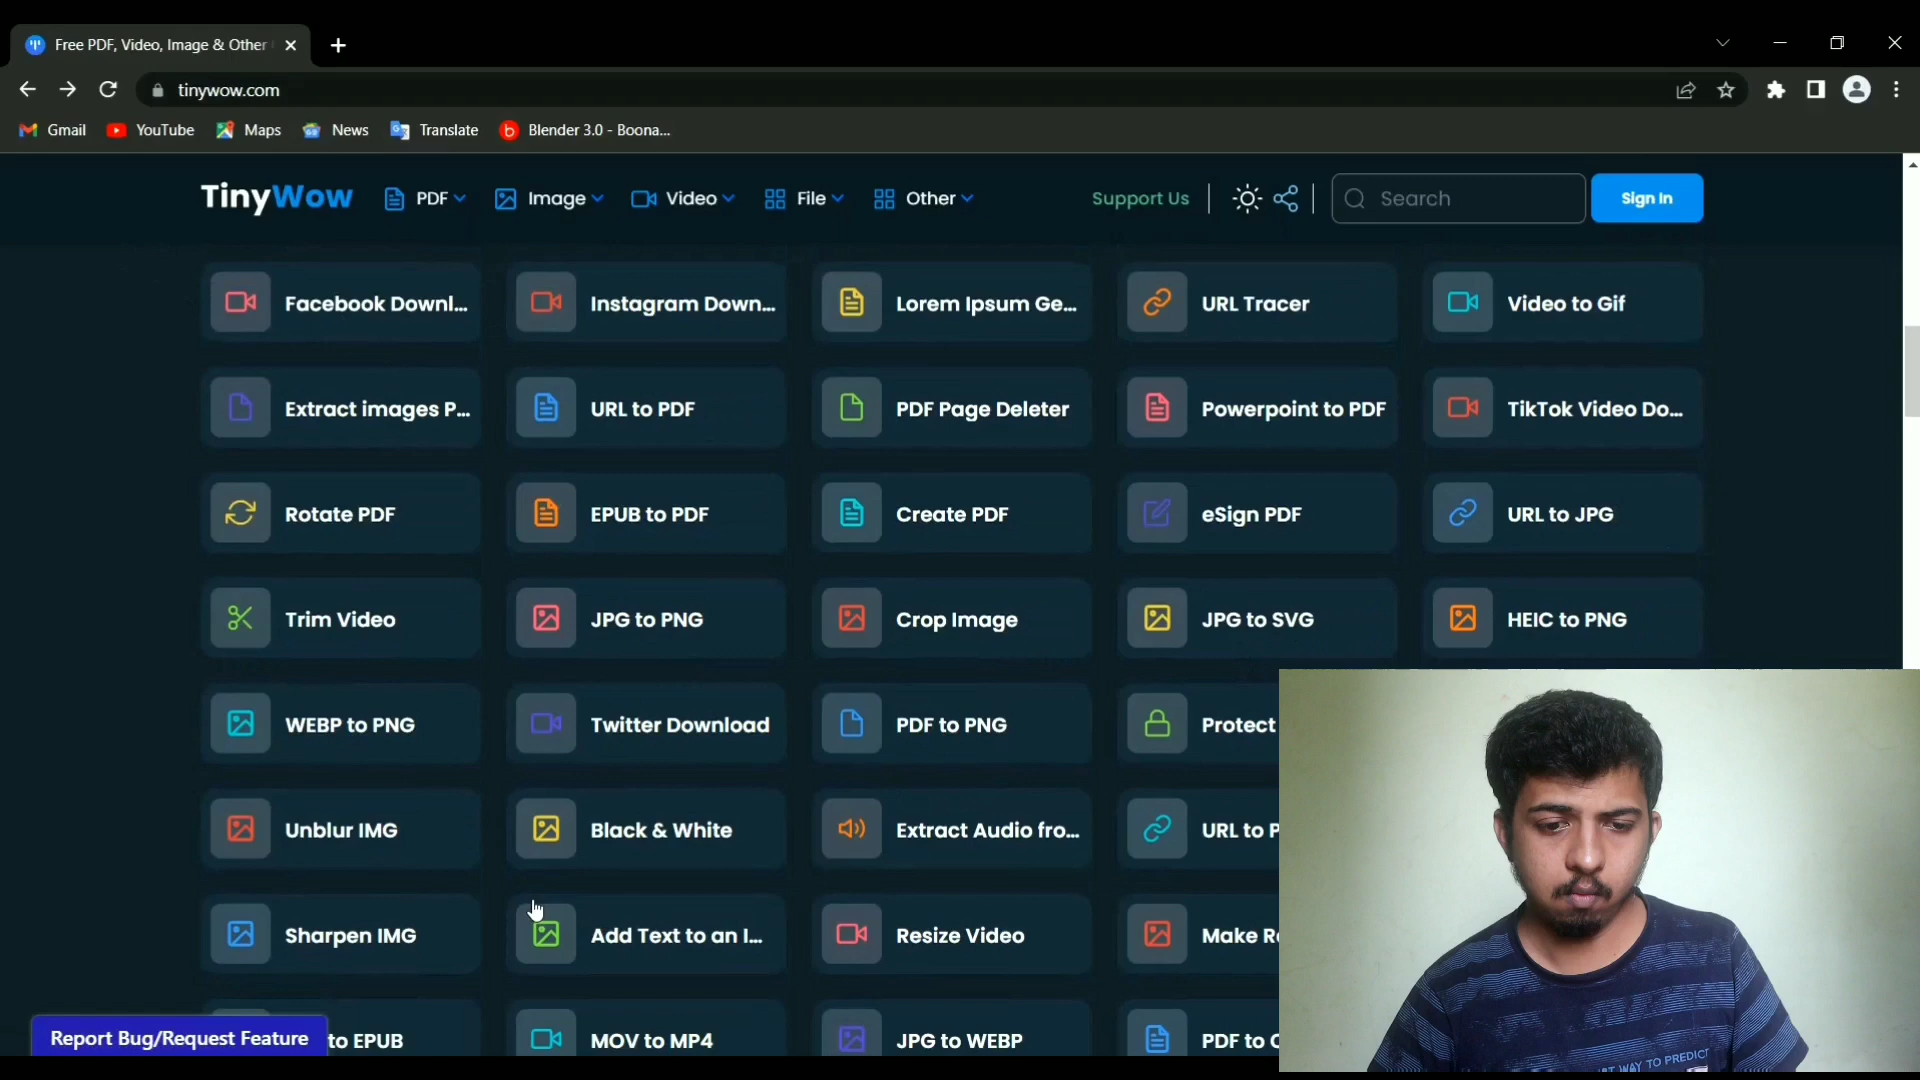 Free PDF, Video, Image & Other
tinywow.com
Gmail YouTube Maps News Translate Blender 3.0 - Boona...
TinyWow PDF Image Video File Other Support Us Search Sign In
Facebook Downl... Instagram Down... Lorem Ipsum Ge... URL Tracer Video to Gif
Extract images P... URL to PDF PDF Page Deleter Powerpoint to PDF TikTok Video Do...
Rotate PDF EPUB to PDF Create PDF eSign PDF URL to JPG
Trim Video JPG to PNG Crop Image JPG to SVG HEIC to PNG
WEBP to PNG Twitter Download PDF to PNG Protect
Unblur IMG Black & White Extract Audio fro... URL to P
Sharpen IMG Add Text to an I... Resize Video Make R
Report Bug/Request Feature to EPUB MOV to MP4 JPG to WEBP PDF to
WAY TO PREDICT